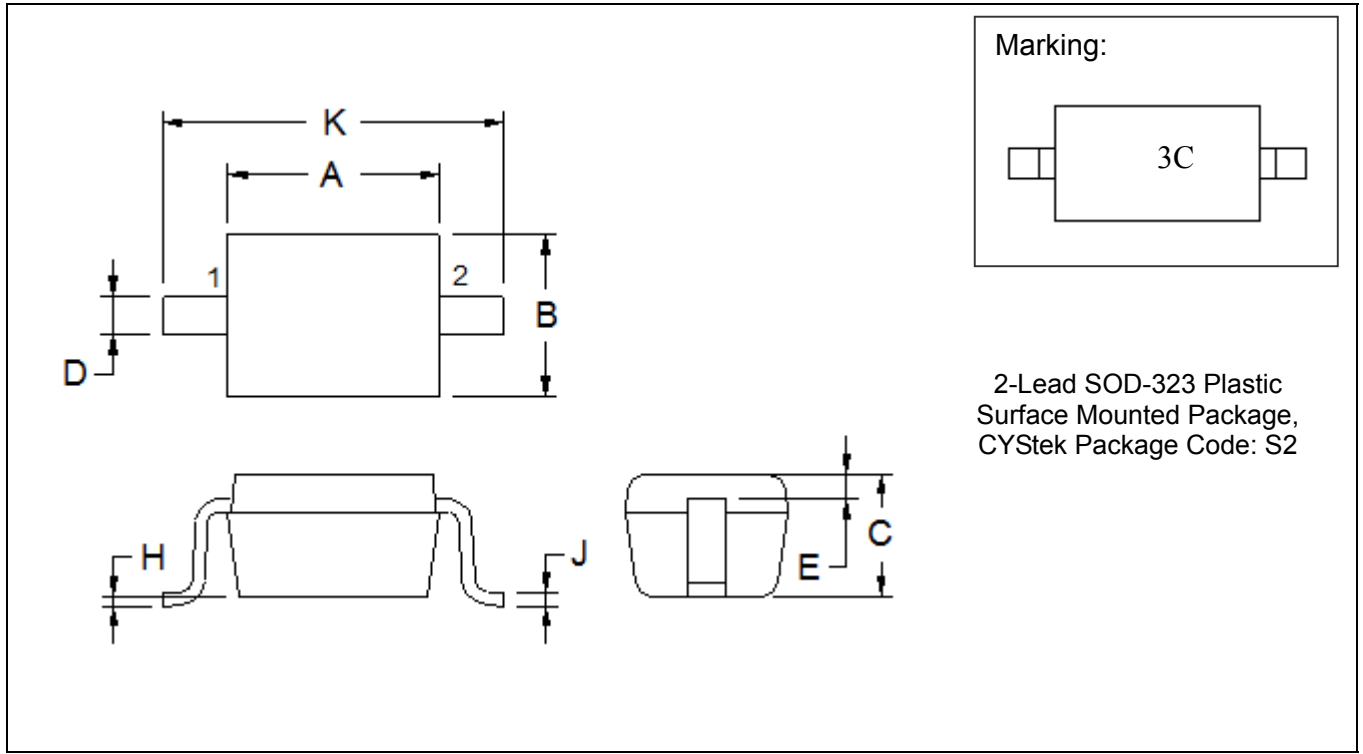 Marking:
3C
K
A
1
2
B
D
2-Lead SOD-323 Plastic
Surface Mounted Package,
CYStek Package Code: S2
H
J
E
C